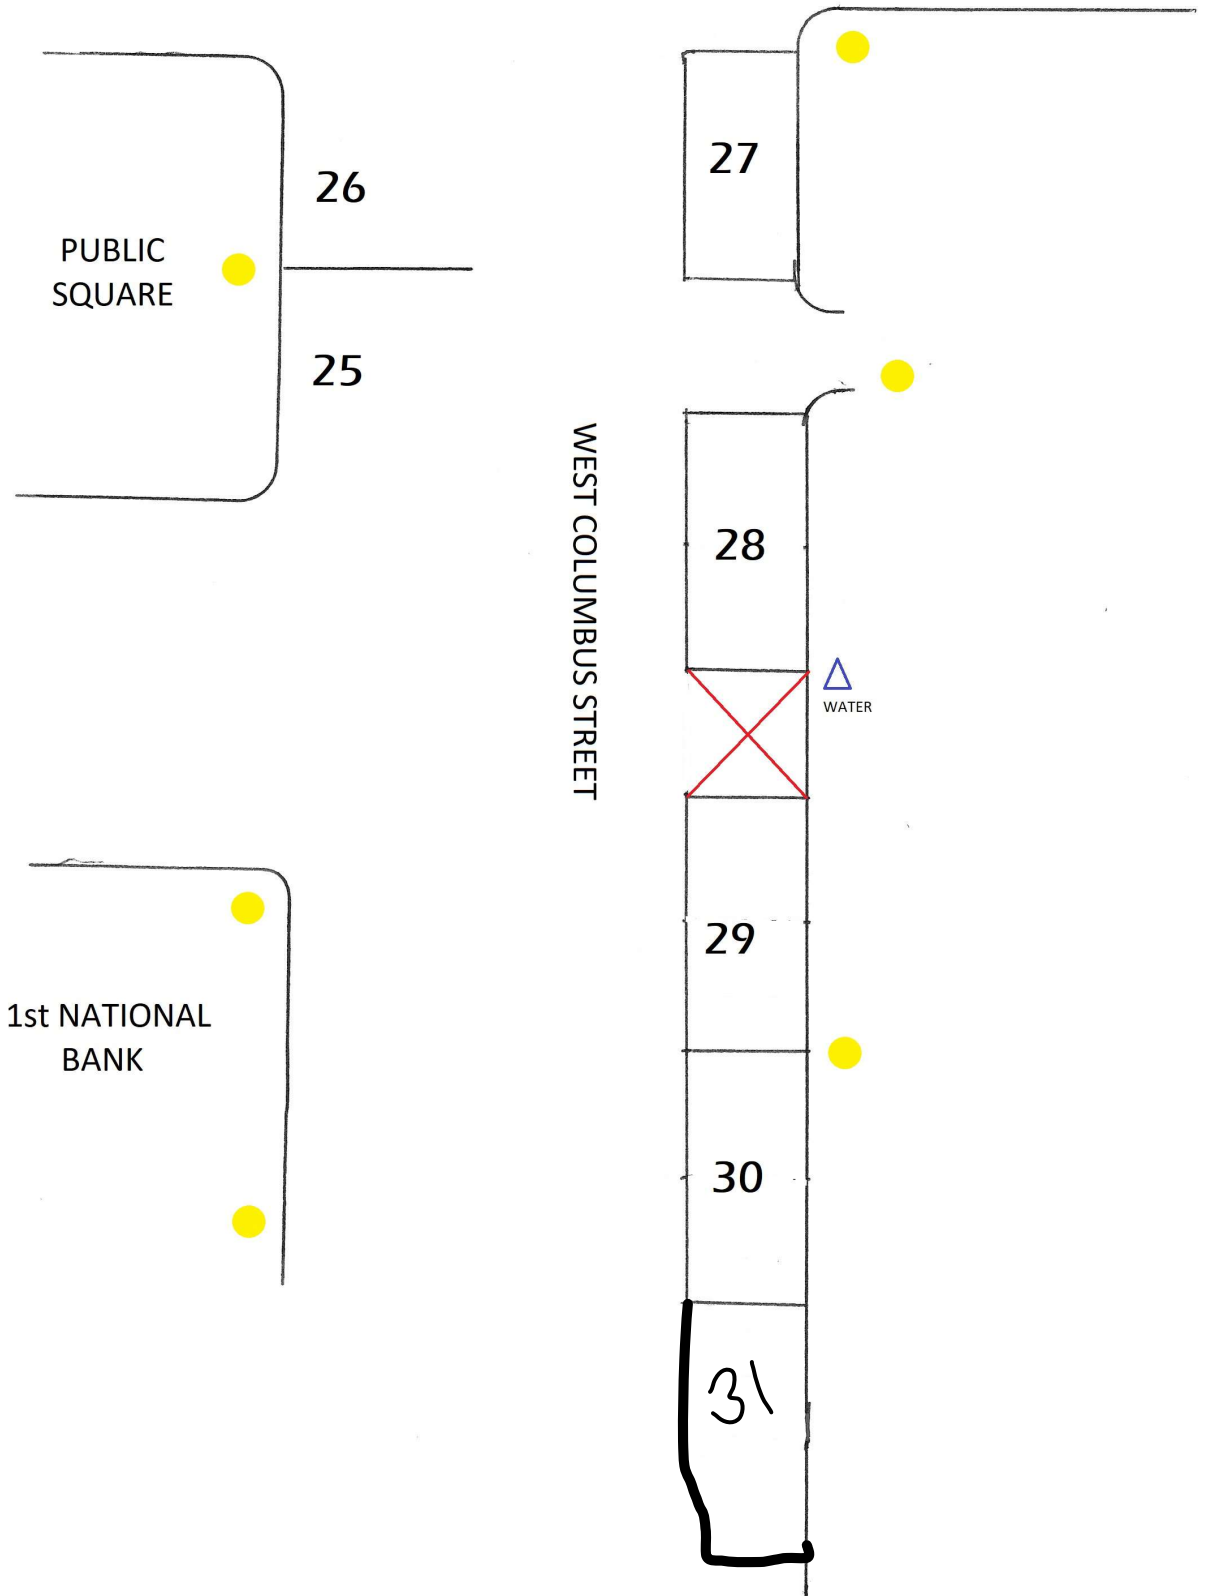 27
26
PUBLIC
SQUARE
25
WEST COLUMBUS STREET
28
WATER
29
1st NATIONAL
BANK
30
31